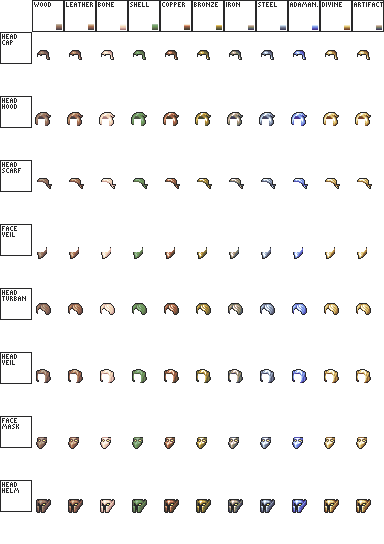 WOOD LEATHER BONE SHELL COPPER BRONZE IRON STEEL ADAMAN. DIVINE ARTIFACT
HEAD
CAP
HEAD
HOOD
HEAD
SCARF
FACE
VEIL
HEAD
TURBAN
HEAD
VEIL
FACE
MASK
HEAD
HELM